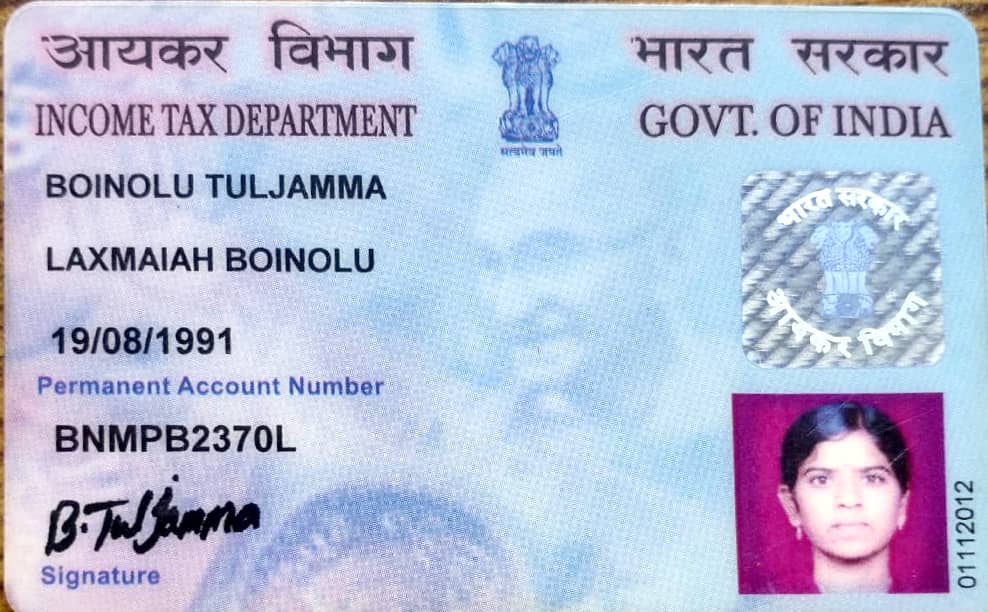 आयकर विभाग
भारत सरकार
INCOME TAX DEPARTMENT
GOVT. OF INDIA
सत्यमेव जयते
BOINOLU TULJAMMA
LAXMAIAH BOINOLU
19/08/1991
Permanent Account Number
BNMPB2370L
B. Tuljamma
Signature
भारत सरकार
आयकर विभाग
01112012